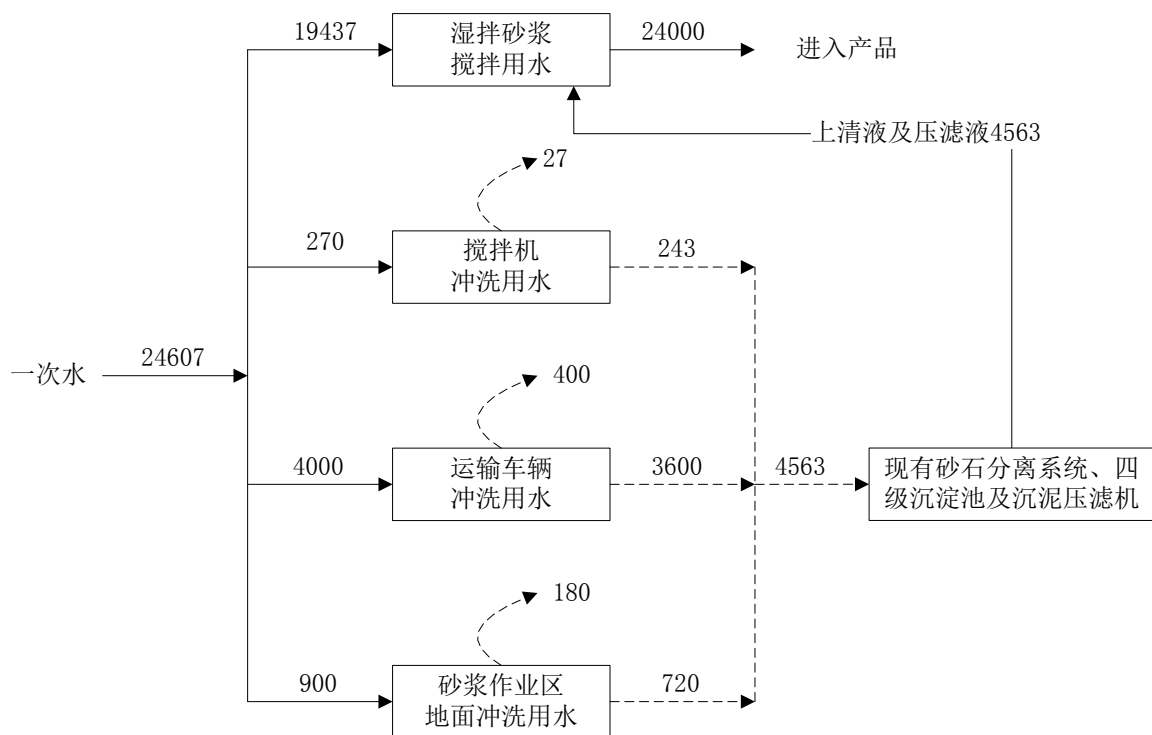 19437
湿拌砂浆
搅拌用水
24000
进入产品
上清液及压滤液4563
27
270
搅拌机
冲洗用水
243
一次水
24607
400
4000
运输车辆
冲洗用水
3600
4563
现有砂石分离系统、四
级沉淀池及沉泥压滤机
180
900
砂浆作业区
地面冲洗用水
720